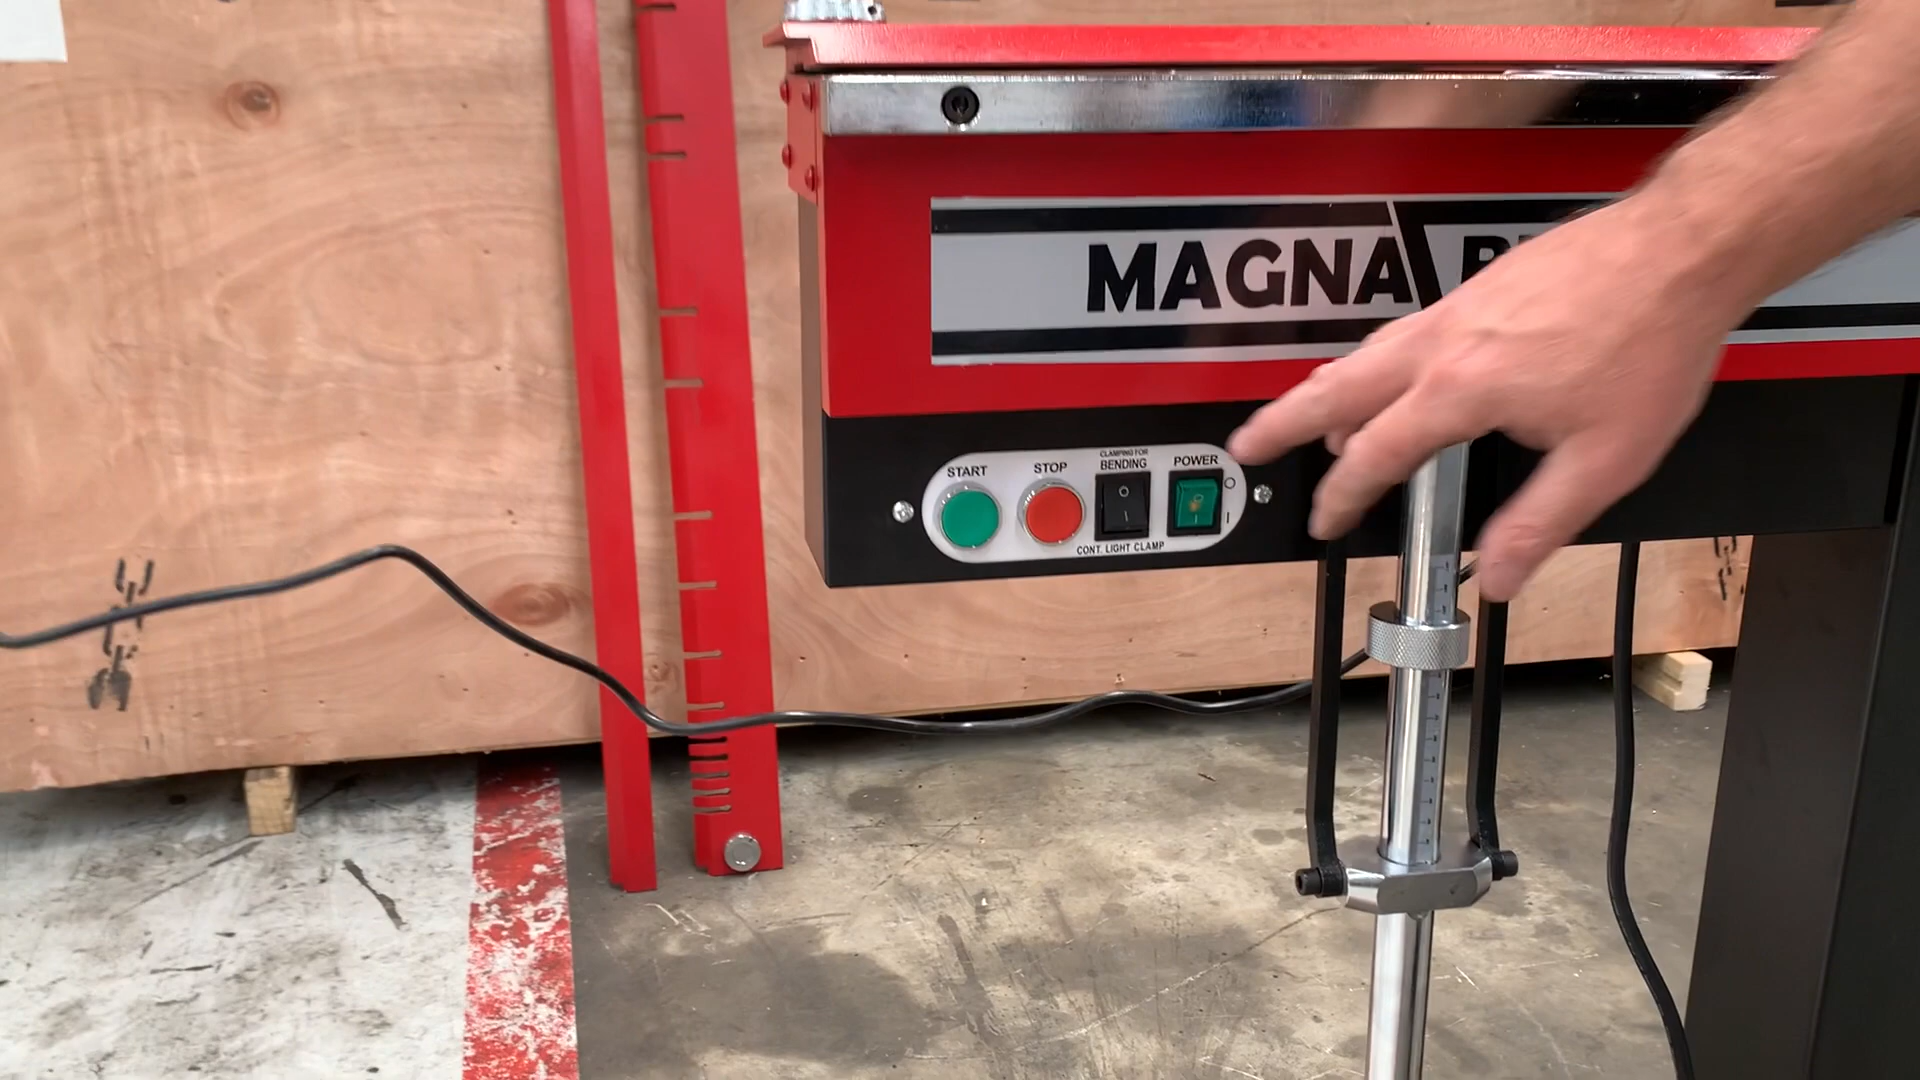 MAGNA
START
STOP
CLAMPING FOR
BENDING
POWER
CONT. LIGHT CLAMP